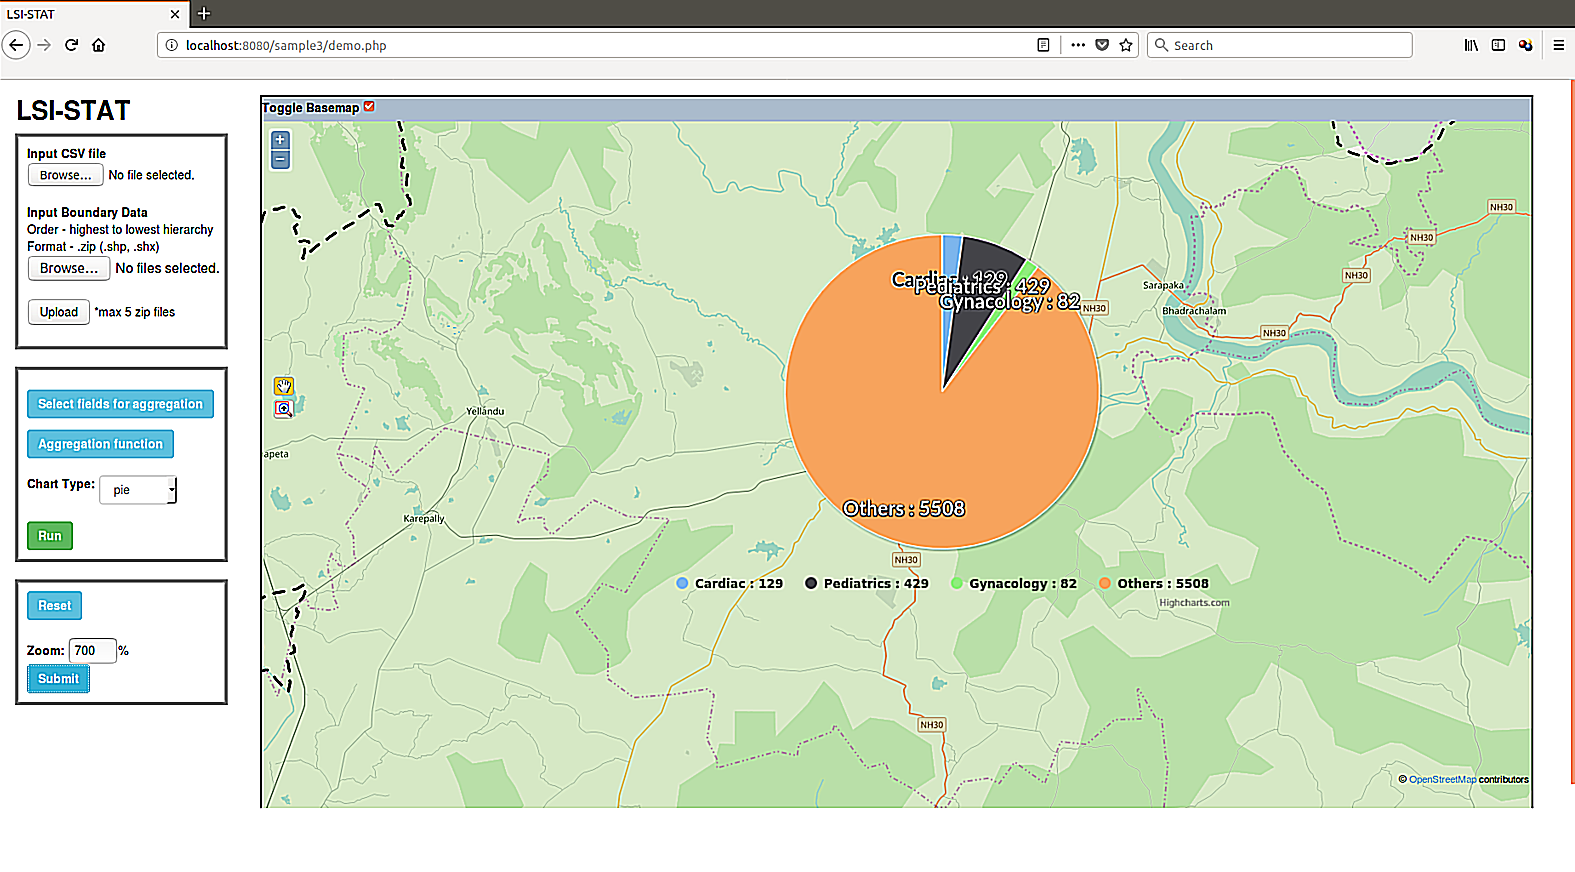 LSI-STAT
localhost:8080/sample3/demo.php
Search
LSI-STAT
Input CSV file
Browse... No file selected.
Input Boundary Data
Order - highest to lowest hierarchy
Format - .zip (.shp, .shx)
Browse... No files selected.
Upload *max 5 zip files
Select fields for aggregation
Aggregation function
Chart Type: pie
Run
Reset
Zoom: 700 %
Submit
Toggle Basemap
+
−
NH30
NH30
NH30
Sarapaka
NH30
Bhadrachalam
NH30
Cardiac : 129
Pediatrics : 429
Gynacology : 82
Yellandu
apeta
Others : 5508
Karepally
NH30
Cardiac : 129 Pediatrics : 429 Gynacology : 82 Others : 5508
Highcharts.com
NH30
© OpenStreetMap contributors